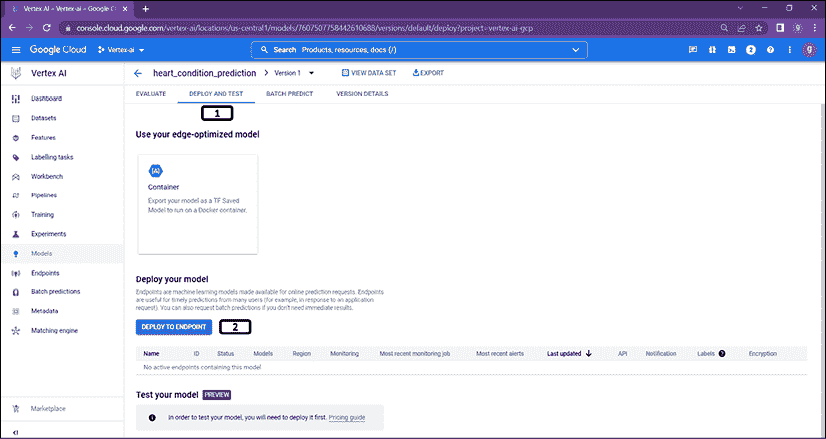 Vertex AI – Vertex-ai – Google C
console.cloud.google.com/vertex-ai/locations/us-central1/models/7607507758442610688/versions/default/deploy?project=vertex-ai-gcp
Google Cloud
Vertex-ai
Search Products, resources, docs (/)
2
g
Vertex AI
heart_condition_prediction
Version 1
VIEW DATA SET
EXPORT
EVALUATE
DEPLOY AND TEST
BATCH PREDICT
VERSION DETAILS
1
Dashboard
Datasets
Features
Labelling tasks
Workbench
Pipelines
Training
Experiments
Models
Endpoints
Batch predictions
Metadata
Matching engine
Marketplace
Use your edge-optimized model
Container
Export your model as a TF Saved
Model to run on a Docker container.
Deploy your model
Endpoints are machine learning models made available for online prediction requests. Endpoints
are useful for timely predictions from many users (for example, in response to an application
request). You can also request batch predictions if you don't need immediate results.
DEPLOY TO ENDPOINT
2
Name ID Status Models Region Monitoring Most recent monitoring job Most recent alerts Last updated API Notification Labels Encryption
No active endpoints containing this model
Test your model PREVIEW
In order to test your model, you will need to deploy it first. Pricing guide